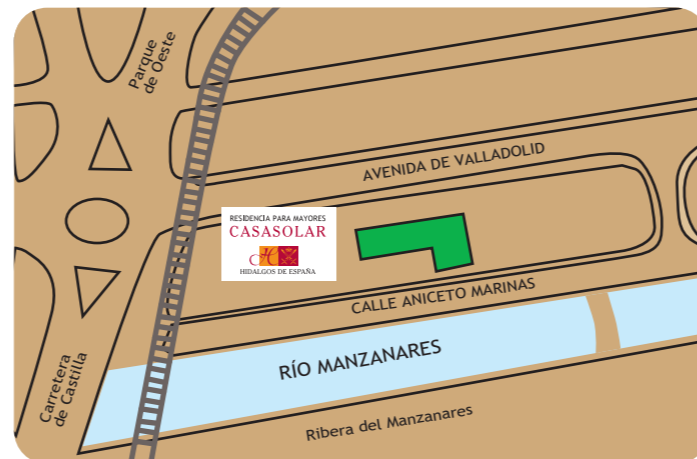 Parque
de Oeste
AVENIDA DE VALLADOLID
RESIDENCIA PARA MAYORES
CASASOLAR
HIDALGOS DE ESPAÑA
CALLE ANICETO MARINAS
RÍO MANZANARES
Carretera
de Castilla
Ribera del Manzanares